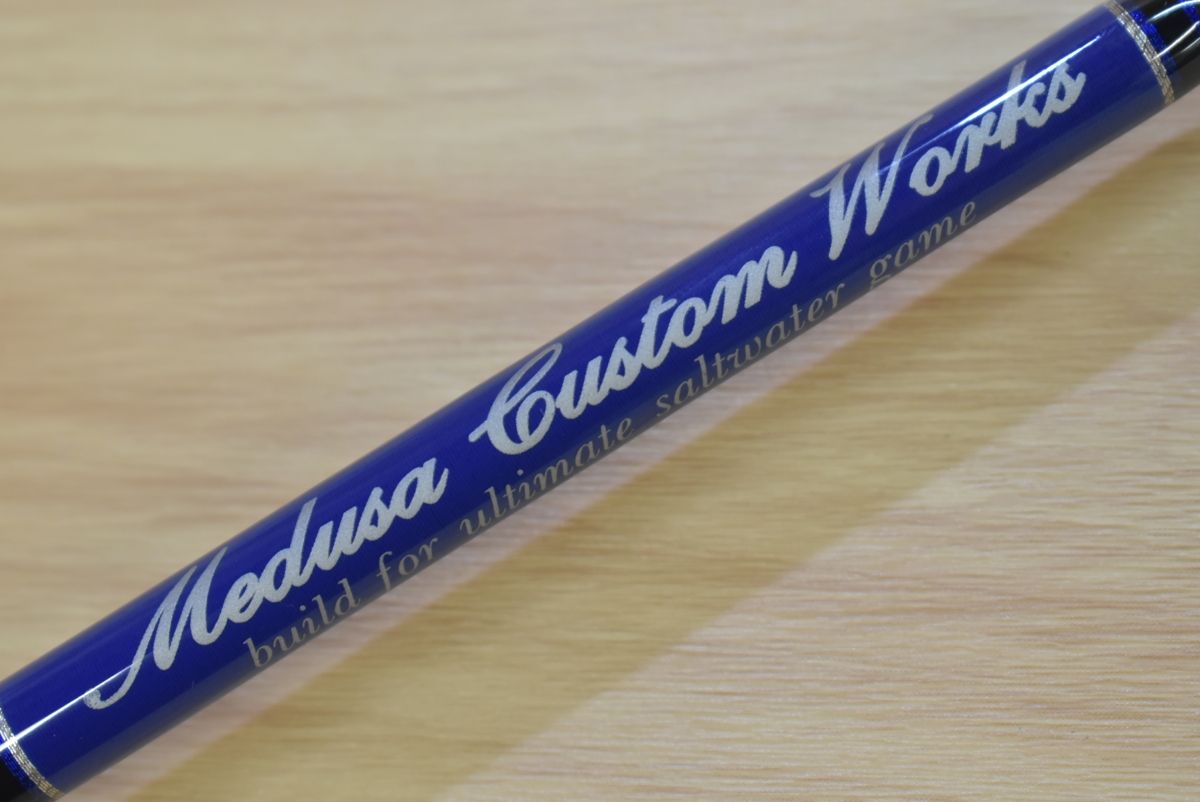 Medusa Custom Works
build for ultimate saltwater game